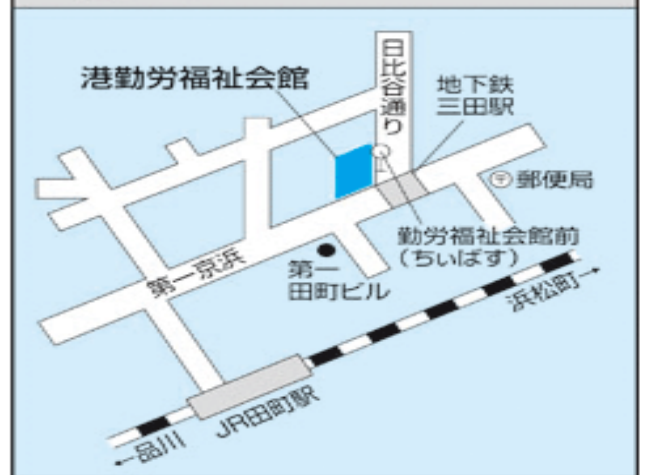 港勤労福祉会館
日比谷通り
地下鉄
三田駅
〒郵便局
勤労福祉会館前
（ちぃばす）
第一京浜
第一
田町ビル
浜松町→
JR田町駅
←品川